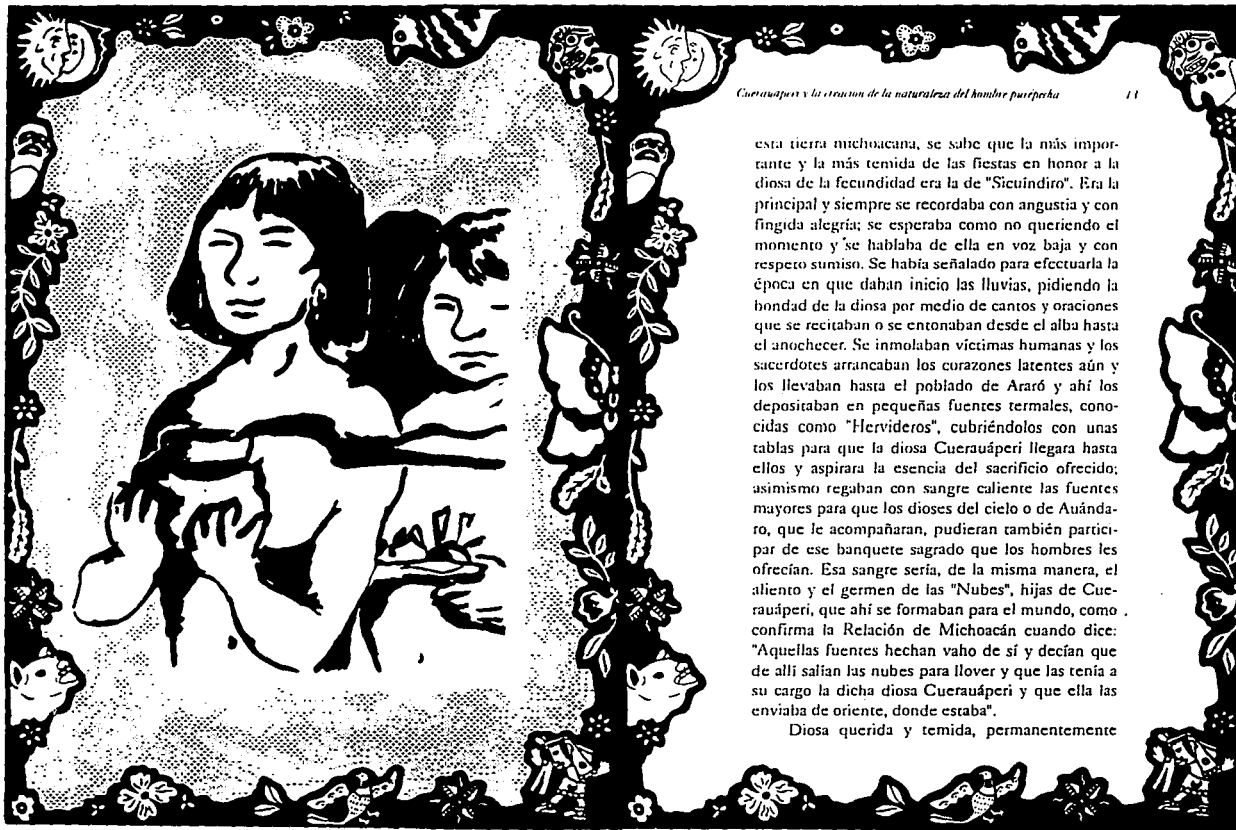 Cuerauáperi y la creación de la naturaleza del hombre purépecha 13
esta tierra michoacana, se sabe que la más impor-
tante y la más temida de las fiestas en honor a la
diosa de la fecundidad era la de "Sicuíndiro". Era la
principal y siempre se recordaba con angustia y con
fingida alegría; se esperaba como no queriendo el
momento y se hablaba de ella en voz baja y con
respeto sumiso. Se había señalado para efectuarla la
época en que daban inicio las lluvias, pidiendo la
bondad de la diosa por medio de cantos y oraciones
que se recitaban o se entonaban desde el alba hasta
el anochecer. Se inmolaban víctimas humanas y los
sacerdotes arrancaban los corazones latentes aún y
los llevaban hasta el poblado de Araró y ahí los
depositaban en pequeñas fuentes termales, cono-
cidas como "Hervideros", cubriéndolos con unas
tablas para que la diosa Cuerauáperi llegara hasta
ellos y aspirara la esencia del sacrificio ofrecido;
asimismo regaban con sangre caliente las fuentes
mayores para que los dioses del cielo o de Auánda-
ro, que le acompañaran, pudieran también partici-
par de ese banquete sagrado que los hombres les
ofrecían. Esa sangre sería, de la misma manera, el
aliento y el germen de las "Nubes", hijas de Cue-
rauáperi, que ahí se formaban para el mundo, como
confirma la Relación de Michoacán cuando dice:
"Aquellas fuentes hechan vaho de sí y decían que
de allí salían las nubes para llover y que las tenía a
su cargo la dicha diosa Cuerauáperi y que ella las
enviaba de oriente, donde estaba".
Diosa querida y temida, permanentemente